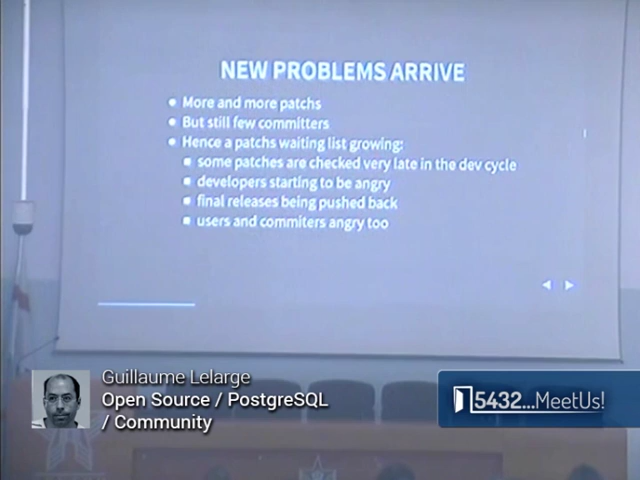 NEW PROBLEMS ARRIVE
More and more patchs
But still few committers
Hence a patchs waiting list growing:
some patches are checked very late in the dev cycle
developers starting to be angry
final releases being pushed back
users and commiters angry too
Guillaume Lelarge
Open Source / PostgreSQL
/ Community
5432...MeetUs!